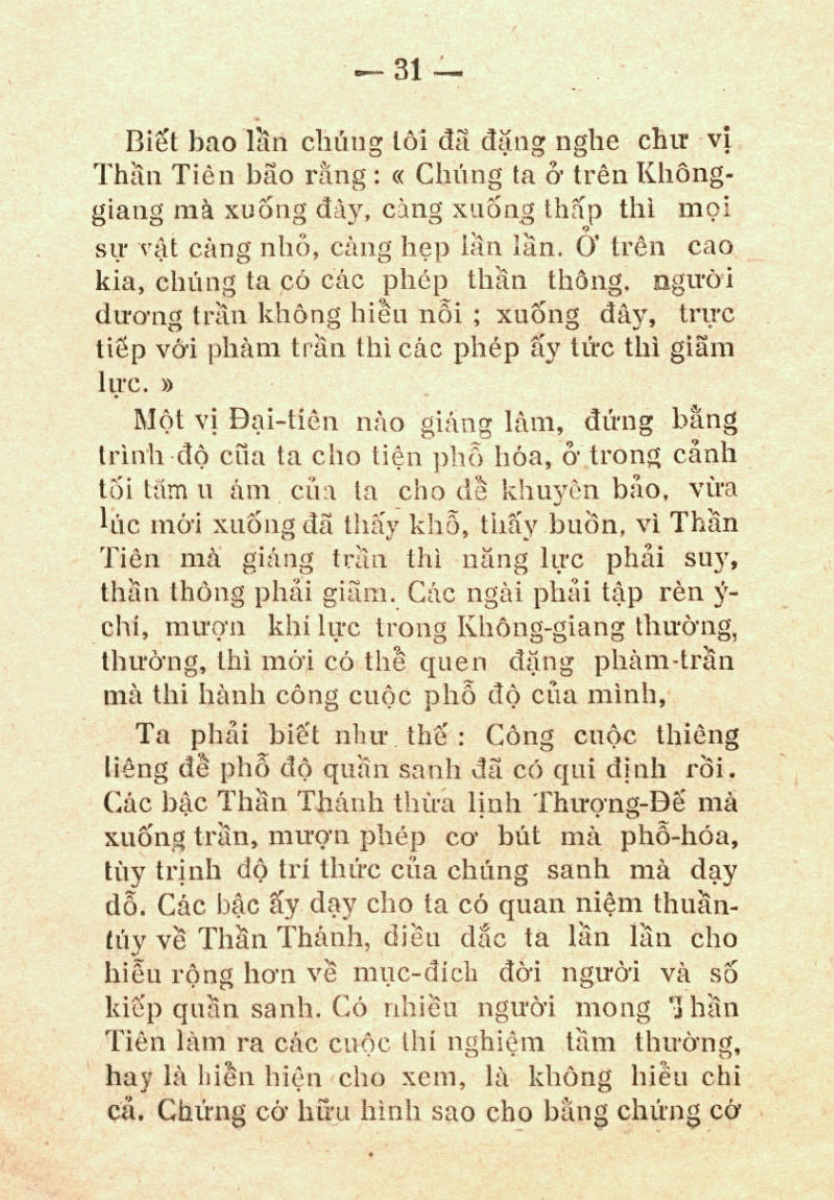 — 31 —
Biết bao lần chúng tôi đã đặng nghe chư vị
Thần Tiên bão rằng : « Chúng ta ở trên Không-
giang mà xuống đây, càng xuống thấp thì mọi
sự vật càng nhỏ, càng hẹp lần lần. Ở trên cao
kia, chúng ta có các phép thần thông, người
dương trần không hiểu nỗi ; xuống đây, trực
tiếp với phàm trần thì các phép ấy tức thì giãm
lực. »
Một vị Đại-tiên nào giáng lâm, đứng bằng
trình độ cũa ta cho tiện phỗ hóa, ở trong cảnh
tối tăm u ám của ta cho dể khuyên bảo, vừa
lúc mới xuống đã thấy khỗ, thấy buồn, vì Thần
Tiên mà giáng trần thì năng lực phải suy,
thần thông phải giãm. Các ngài phải tập rèn ý-
chí, mượn khi lực trong Không-giang thường,
thường, thì mới có thể quen đặng phàm-trần
mà thi hành công cuộc phỗ độ của mình,
Ta phải biết như thế : Công cuộc thiêng
liêng để phỗ độ quần sanh đã có qui định rồi.
Các bậc Thần Thánh thừa lịnh Thượng-Đế mà
xuống trần, mượn phép cơ bút mà phỗ-hóa,
tùy trịnh độ trí thức của chúng sanh mà dạy
dỗ. Các bậc ấy dạy cho ta có quan niệm thuần-
túy về Thần Thánh, diều dắc ta lần lần cho
hiễu rộng hơn về mục-đích đời người và số
kiếp quần sanh. Có nhiều người mong Thần
Tiên làm ra các cuộc thí nghiệm tầm thường,
hay là hiển hiện cho xem, là không hiểu chi
cả. Chứng cớ hữu hình sao cho bằng chứng cớ